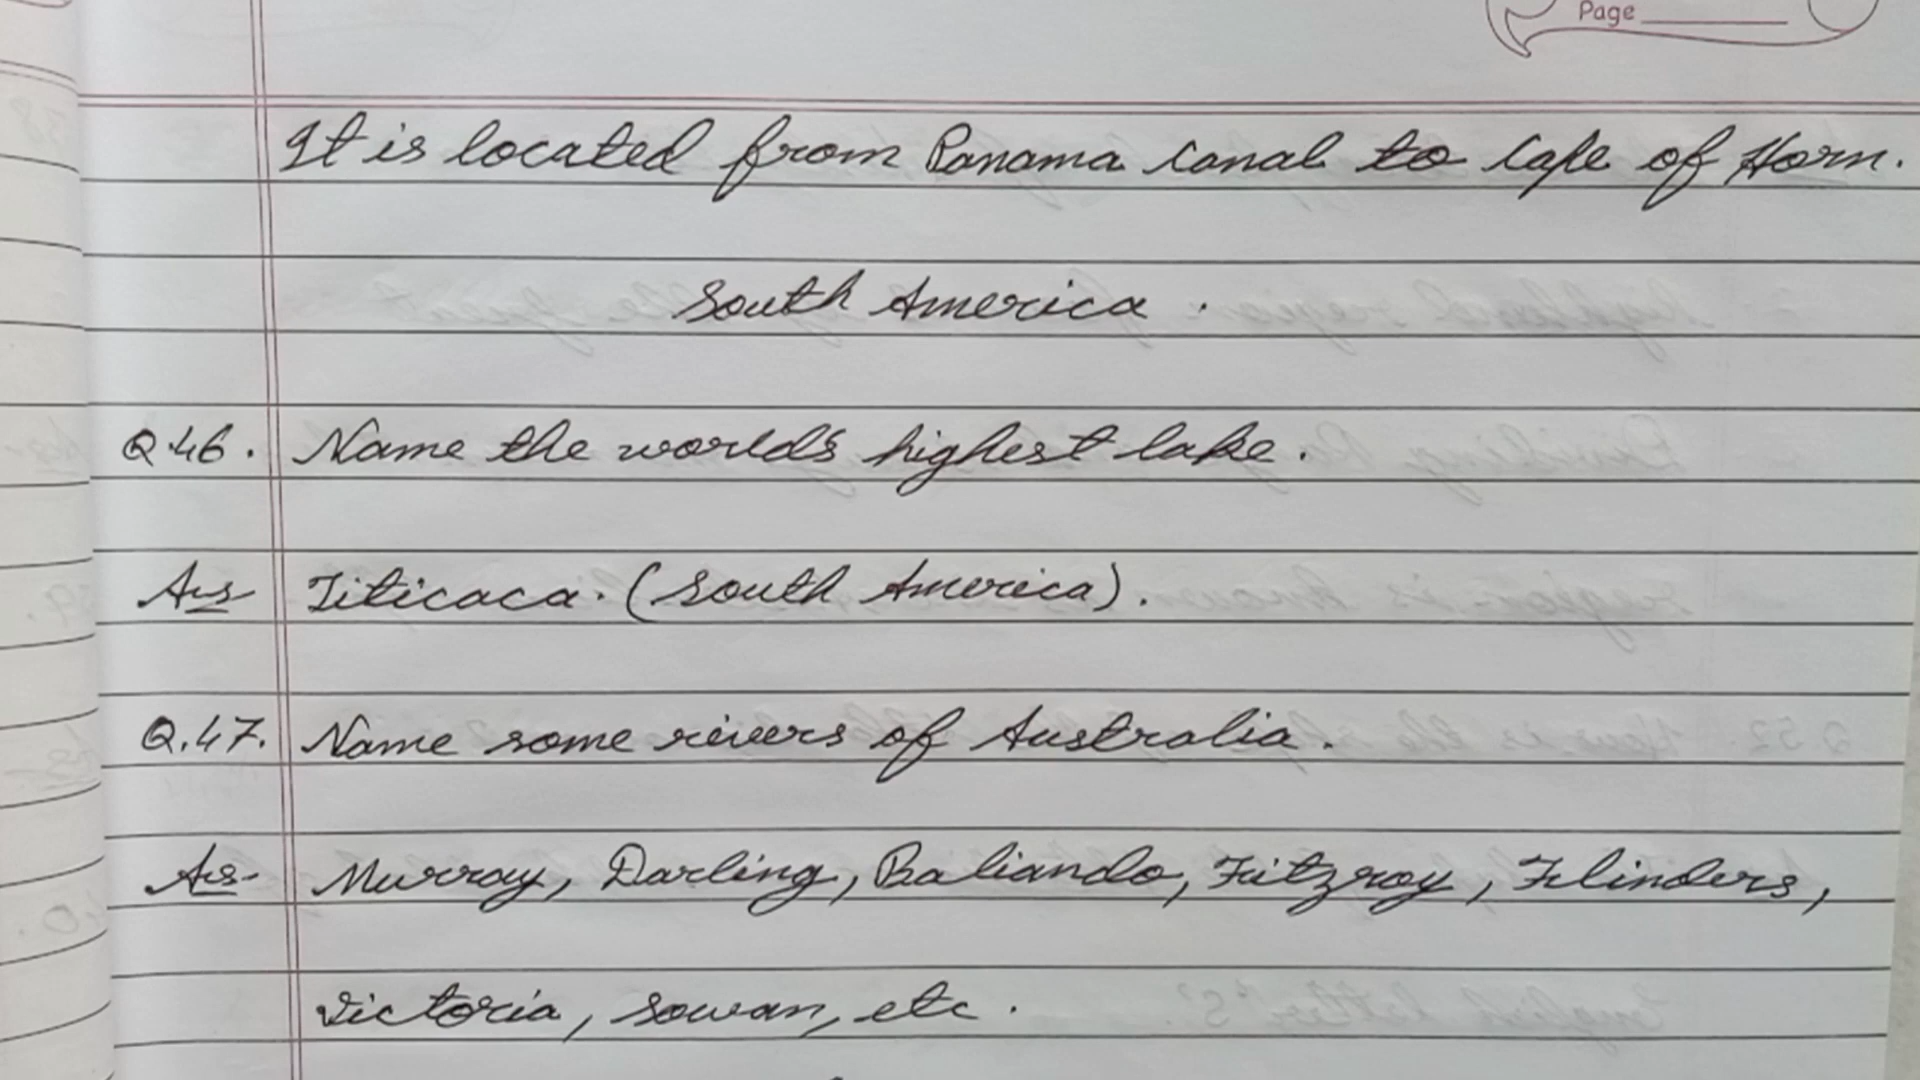 Page
It is located from Panama Canal to Cape of Horn.
South America.
Q.46. Name the world's highest lake.
Ans Titicaca. (South America).
Q.47. Name some rivers of Australia.
Ans Murray, Darling, Baliando, Fitzroy, Flinders,
Victoria, Sowan, etc.